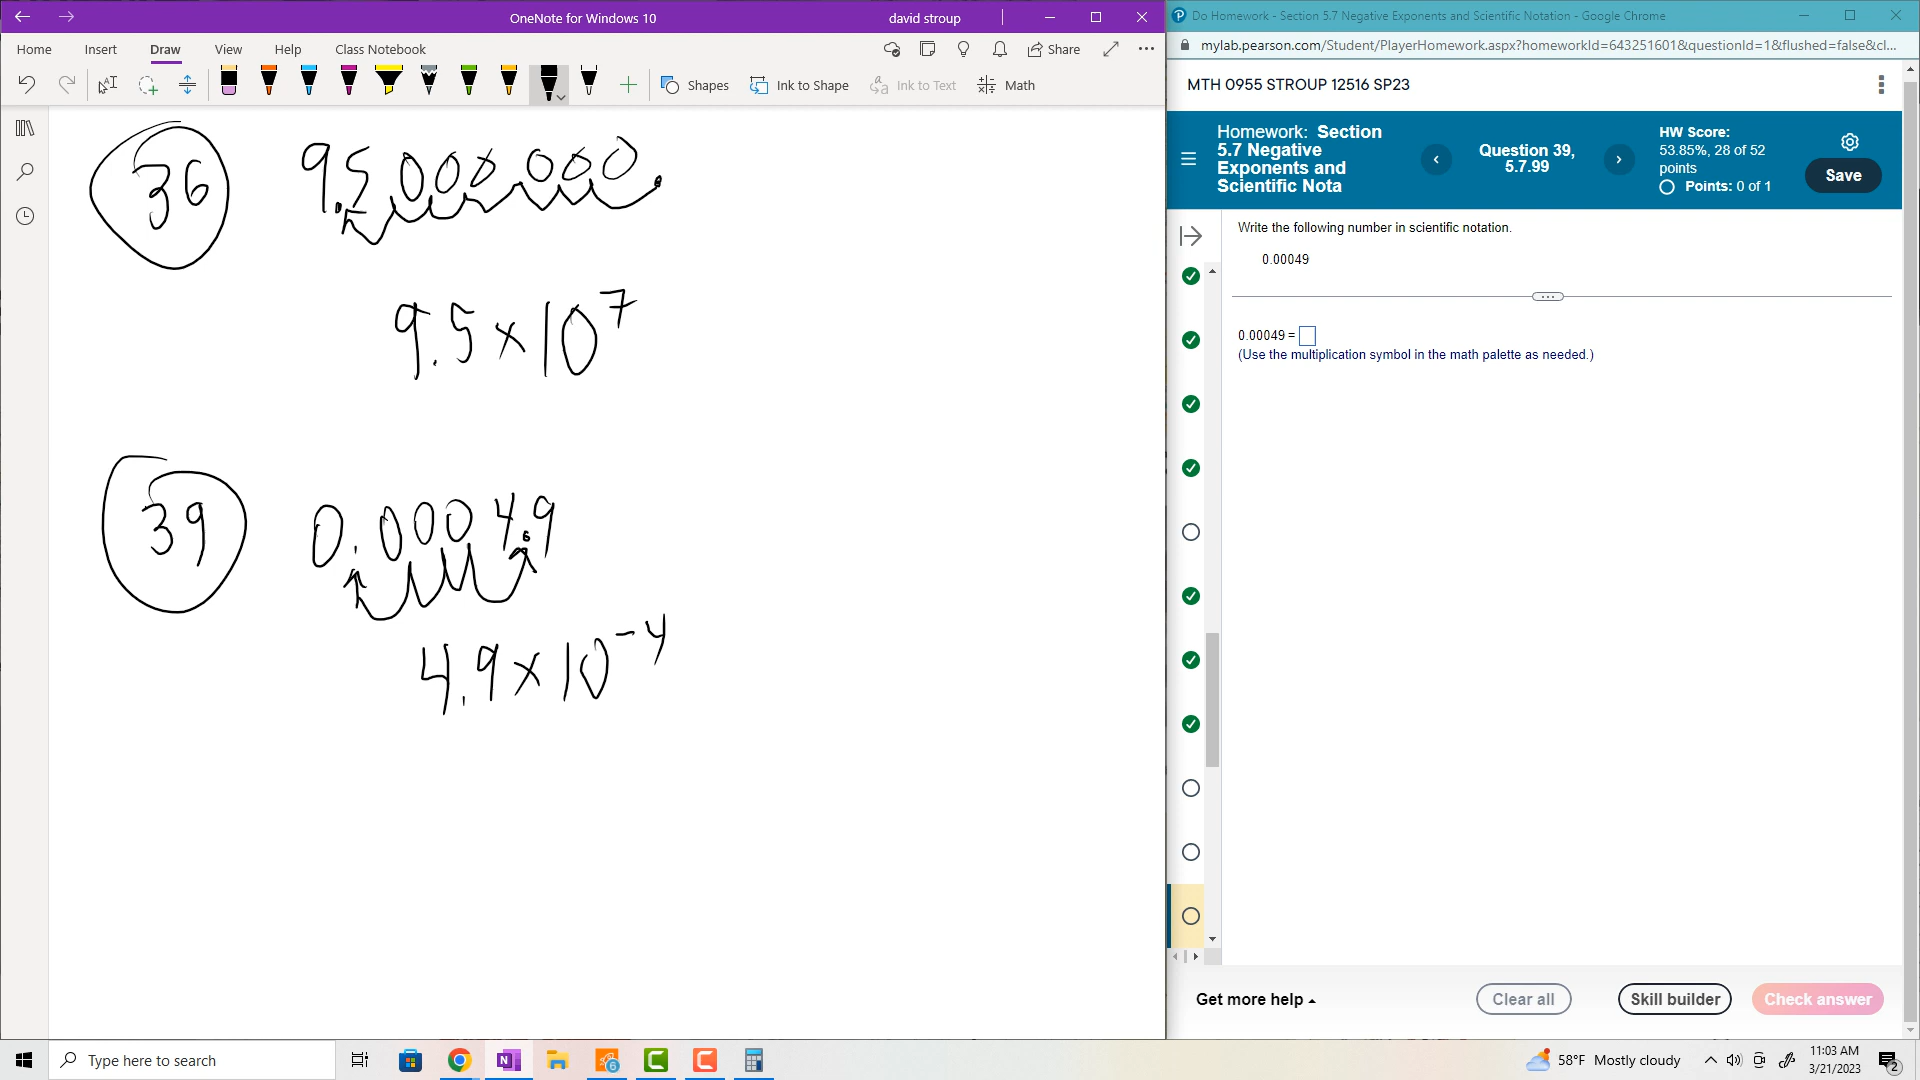 OneNote for Windows 10
david stroup
Home Insert Draw View Help Class Notebook
Share
Shapes Ink to Shape Ink to Text Math
36 95000000.
9.5 × 10⁷
39 0.0004.9
4.9 × 10⁻⁴
Do Homework - Section 5.7 Negative Exponents and Scientific Notation - Google Chrome
mylab.pearson.com/Student/PlayerHomework.aspx?homeworkId=643251601&questionId=1&flushed=false&cl...
MTH 0955 STROUP 12516 SP23
Homework: Section 5.7 Negative Exponents and Scientific Nota
Question 39, 5.7.99
HW Score: 53.85%, 28 of 52 points
Points: 0 of 1
Save
Write the following number in scientific notation.
0.00049
0.00049 =
(Use the multiplication symbol in the math palette as needed.)
Get more help
Clear all
Skill builder
Check answer
Type here to search
6
58°F Mostly cloudy
11:03 AM
3/21/2023
2